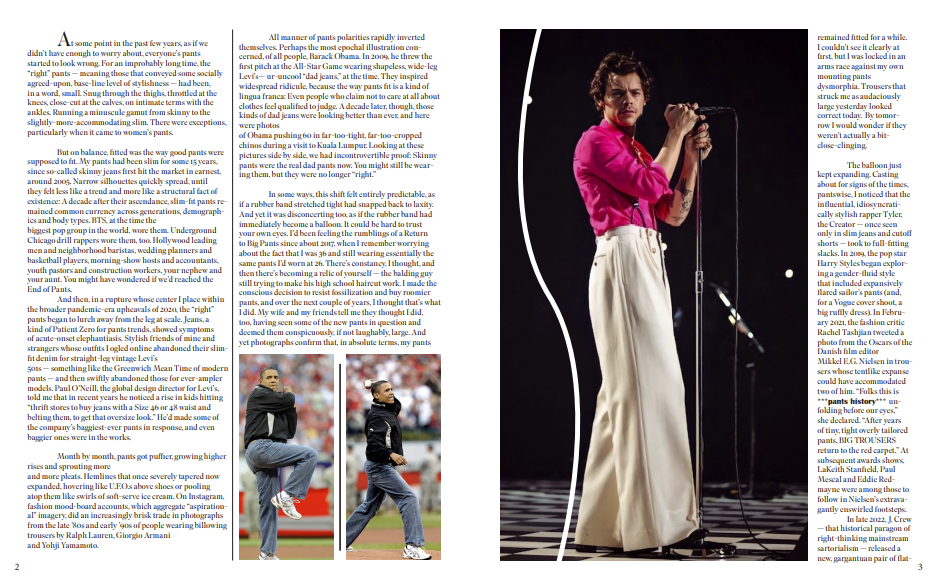 At some point in the past few years, as if we
didn't have enough to worry about, everyone's pants
started to look wrong. For an improbably long time, the
"right" pants — meaning those that conveyed some socially
agreed-upon, base-line level of stylishness — had been,
in a word, small. Snug through the thighs, throttled at the
knees, close-cut at the calves, on intimate terms with the
ankles. Running a minuscule gamut from skinny to the
slightly-more-accommodating slim. There were exceptions,
particularly when it came to women's pants.
But on balance, fitted was the way good pants were
supposed to fit. My pants had been slim for some 15 years,
since so-called skinny jeans first hit the market in earnest,
around 2005. Narrow silhouettes quickly spread, until
they felt less like a trend and more like a structural fact of
existence: A decade after their ascendance, slim-fit pants re-
mained common currency across generations, demograph-
ics and body types. BTS, at the time the
biggest pop group in the world, wore them. Underground
Chicago drill rappers wore them, too. Hollywood leading
men and neighborhood baristas, wedding planners and
basketball players, morning-show hosts and accountants,
youth pastors and construction workers, your nephew and
your aunt. You might have wondered if we'd reached the
End of Pants.
And then, in a rupture whose center I place within
the broader pandemic-era upheavals of 2020, the "right"
pants began to lurch away from the leg at scale. Jeans, a
kind of Patient Zero for pants trends, showed symptoms
of acute-onset elephantiasis. Stylish friends of mine and
strangers whose outfits I ogled online abandoned their slim-
fit denim for straight-leg vintage Levi's
501s — something like the Greenwich Mean Time of modern
pants — and then swiftly abandoned those for ever-ampler
models. Paul O'Neill, the global design director for Levi's,
told me that in recent years he noticed a rise in kids hitting
"thrift stores to buy jeans with a Size 46 or 48 waist and
belting them, to get that oversize look." He'd made some of
the company's baggiest-ever pants in response, and even
baggier ones were in the works.
Month by month, pants got puffier, growing higher
rises and sprouting more
and more pleats. Hemlines that once severely tapered now
expanded, hovering like U.F.O.s above shoes or pooling
atop them like swirls of soft-serve ice cream. On Instagram,
fashion mood-board accounts, which aggregate "aspiration-
al" imagery, did an increasingly brisk trade in photographs
from the late '80s and early '90s of people wearing billowing
trousers by Ralph Lauren, Giorgio Armani
and Yohji Yamamoto.
2
All manner of pants polarities rapidly inverted
themselves. Perhaps the most epochal illustration con-
cerned, of all people, Barack Obama. In 2009, he threw the
first pitch at the All-Star Game wearing shapeless, wide-leg
Levi's — ur-uncool "dad jeans," at the time. They inspired
widespread ridicule, because the way pants fit is a kind of
lingua franca: Even people who claim not to care at all about
clothes feel qualified to judge. A decade later, though, those
kinds of dad jeans were looking better than ever, and here
were photos
of Obama pushing 60 in far-too-tight, far-too-cropped
chinos during a visit to Kuala Lumpur. Looking at these
pictures side by side, we had incontrovertible proof: Skinny
pants were the real dad pants now. You might still be wear-
ing them, but they were no longer "right."
In some ways, this shift felt entirely predictable, as
if a rubber band stretched tight had snapped back to laxity.
And yet it was disconcerting too, as if the rubber band had
immediately become a balloon. It could be hard to trust
your own eyes. I'd been feeling the rumblings of a Return
to Big Pants since about 2017, when I remember worrying
about the fact that I was 36 and still wearing essentially the
same pants I'd worn at 26. There's constancy, I thought, and
then there's becoming a relic of yourself — the balding guy
still trying to make his high school haircut work. I made the
conscious decision to resist fossilization and buy roomier
pants, and over the next couple of years, I thought that's what
I did. My wife and my friends tell me they thought I did,
too, having seen some of the new pants in question and
deemed them conspicuously, if not laughably, large. And
yet photographs confirm that, in absolute terms, my pants
remained fitted for a while.
I couldn't see it clearly at
first, but I was locked in an
arms race against my own
mounting pants
dysmorphia. Trousers that
struck me as audaciously
large yesterday looked
correct today. By tomor-
row I would wonder if they
weren't actually a bit-
close-clinging.
The balloon just
kept expanding. Casting
about for signs of the times,
pantswise, I noticed that the
influential, idiosyncrati-
cally stylish rapper Tyler,
the Creator — once seen
only in slim jeans and cutoff
shorts — took to full-fitting
slacks. In 2019, the pop star
Harry Styles began explor-
ing a gender-fluid style
that included expansively
flared sailor's pants (and,
for a Vogue cover shoot, a
big ruffly dress). In Febru-
ary 2021, the fashion critic
Rachel Tashjian tweeted a
photo from the Oscars of the
Danish film editor
Mikkel E.G. Nielsen in trou-
sers whose tentlike expanse
could have accommodated
two of him. "Folks this is
***pants history*** un-
folding before our eyes,"
she declared. "After years
of tiny, tight overly tailored
pants, BIG TROUSERS
return to the red carpet." At
subsequent awards shows,
LaKeith Stanfield, Paul
Mescal and Eddie Red-
mayne were among those to
follow in Nielsen's extrava-
gantly enswirled footsteps.
In late 2022, J. Crew
— that historical paragon of
right-thinking mainstream
sartorialism — released a
new, gargantuan pair of flat-
3